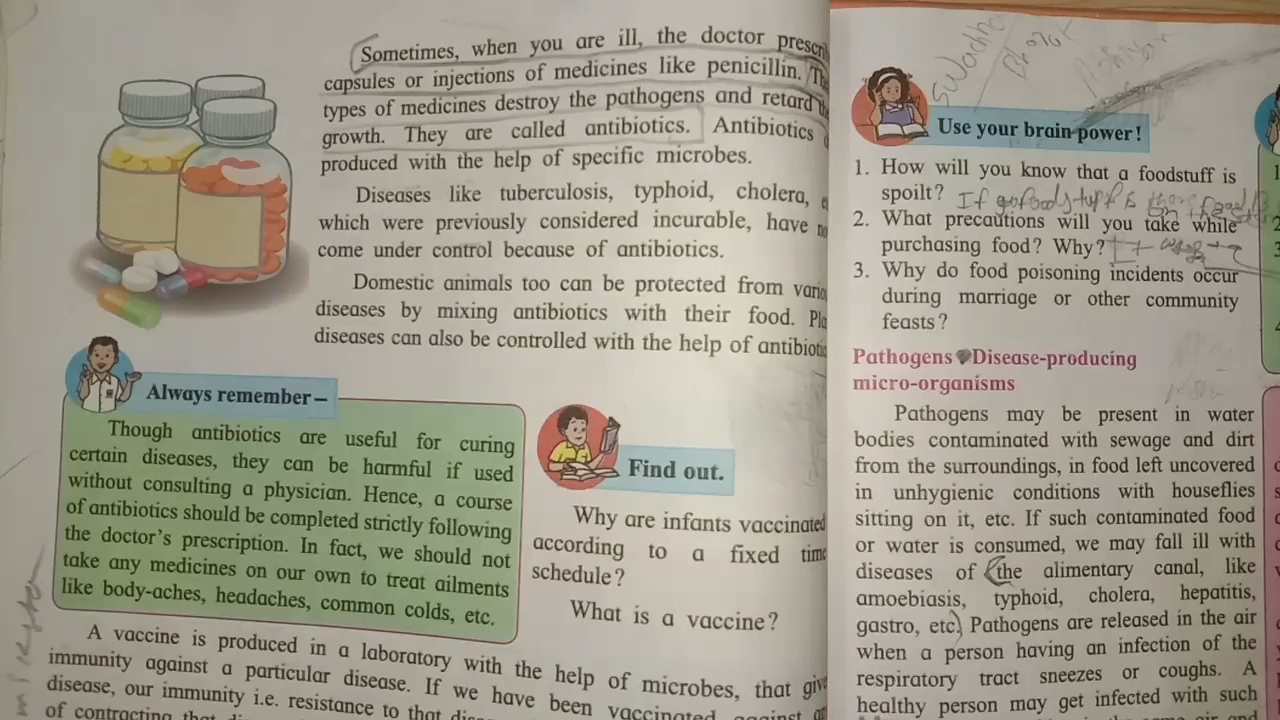 Sometimes, when you are ill, the doctor
capsules or injections of medicines like penicillin.
types of medicines destroy the pathogens and retard
growth. They are called antibiotics. Antibiotics
produced with the help of specific microbes.
Diseases like tuberculosis, typhoid, cholera,
which were previously considered incurable, have
come under control because of antibiotics.
Domestic animals too can be protected from
diseases by mixing antibiotics with their food.
diseases can also be controlled with the help of
Always remember –
Though antibiotics are useful for curing
certain diseases, they can be harmful if used
without consulting a physician. Hence, a course
of antibiotics should be completed strictly following
the doctor's prescription. In fact, we should not
take any medicines on our own to treat ailments
like body-aches, headaches, common colds, etc.
Find out.
Why are infants vaccinated
according to a fixed time
schedule?
What is a vaccine?
A vaccine is produced in a laboratory with the help of microbes, that
immunity against a particular disease. If we have been vaccinated against
disease, our immunity i.e. resistance to that
of contracting that
Swachha
Bharat
Abhiyan
Use your brain power!
1. How will you know that a foodstuff is
spoilt? If
2. What precautions will you take while
purchasing food? Why?
3. Why do food poisoning incidents occur
during marriage or other community
feasts?
Pathogens Disease-producing
micro-organisms
Pathogens may be present in water
bodies contaminated with sewage and dirt
from the surroundings, in food left uncovered
in unhygienic conditions with houseflies
sitting on it, etc. If such contaminated food
or water is consumed, we may fall ill with
diseases of (the alimentary canal, like
amoebiasis, typhoid, cholera, hepatitis,
gastro, etc) Pathogens are released in the air
when a person having an infection of the
respiratory tract sneezes or coughs. A
healthy person may get infected with such